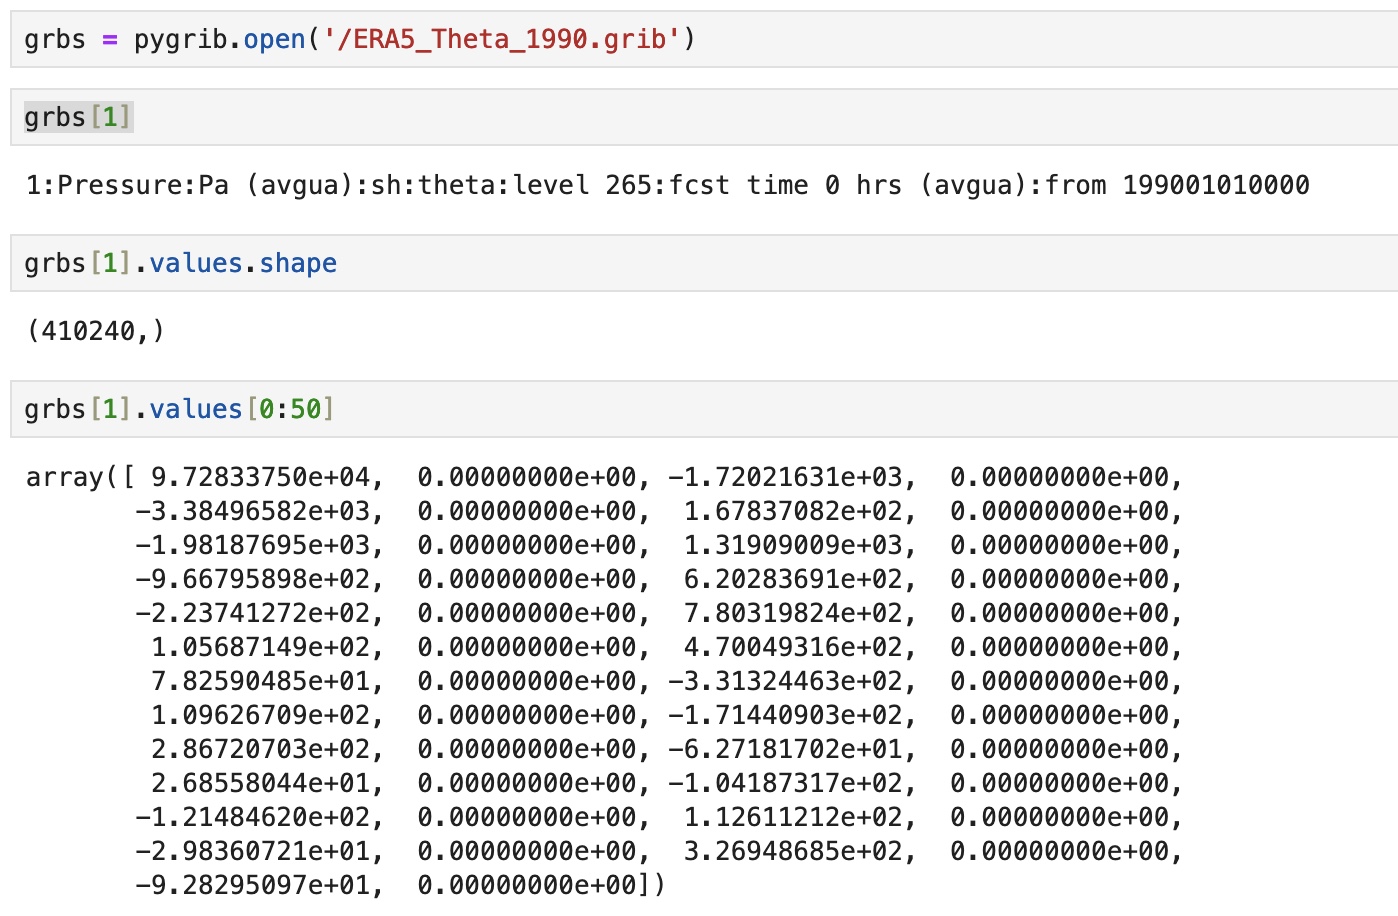 grbs = pygrib.open('/ERA5_Theta_1990.grib')
grbs[1]
1:Pressure:Pa (avgua):sh:theta:level 265:fcst time 0 hrs (avgua):from 199001010000
grbs[1].values.shape
(410240,)
grbs[1].values[0:50]
array([ 9.72833750e+04,  0.00000000e+00, -1.72021631e+03,  0.00000000e+00,
       -3.38496582e+03,  0.00000000e+00,  1.67837082e+02,  0.00000000e+00,
       -1.98187695e+03,  0.00000000e+00,  1.31909009e+03,  0.00000000e+00,
       -9.66795898e+02,  0.00000000e+00,  6.20283691e+02,  0.00000000e+00,
       -2.23741272e+02,  0.00000000e+00,  7.80319824e+02,  0.00000000e+00,
        1.05687149e+02,  0.00000000e+00,  4.70049316e+02,  0.00000000e+00,
        7.82590485e+01,  0.00000000e+00, -3.31324463e+02,  0.00000000e+00,
        1.09626709e+02,  0.00000000e+00, -1.71440903e+02,  0.00000000e+00,
        2.86720703e+02,  0.00000000e+00, -6.27181702e+01,  0.00000000e+00,
        2.68558044e+01,  0.00000000e+00, -1.04187317e+02,  0.00000000e+00,
       -1.21484620e+02,  0.00000000e+00,  1.12611212e+02,  0.00000000e+00,
       -2.98360721e+01,  0.00000000e+00,  3.26948685e+02,  0.00000000e+00,
       -9.28295097e+01,  0.00000000e+00])